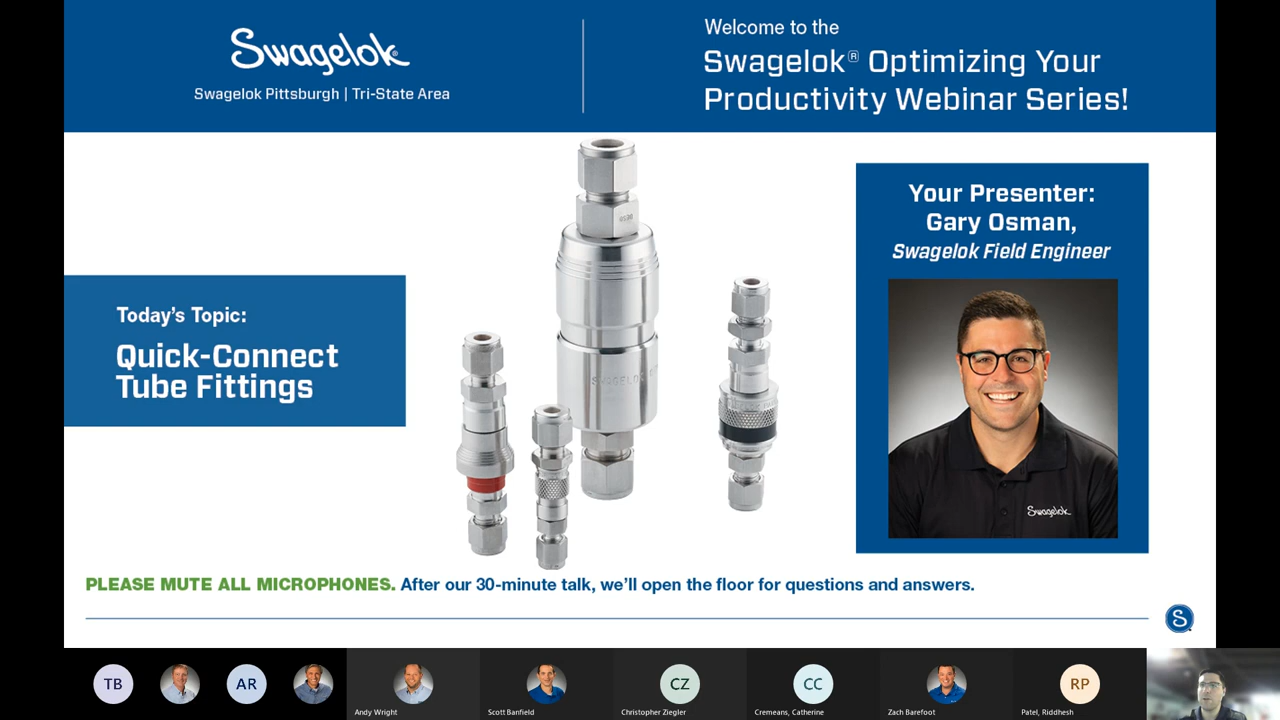 Swagelok®
Swagelok Pittsburgh | Tri-State Area
Welcome to the
Swagelok® Optimizing Your
Productivity Webinar Series!
Today's Topic:
Quick-Connect
Tube Fittings
SWAGELOK
Your Presenter:
Gary Osman,
Swagelok Field Engineer
Swagelok
PLEASE MUTE ALL MICROPHONES. After our 30-minute talk, we'll open the floor for questions and answers.
S
TB
AR
CZ
CC
RP
Andy Wright
Scott Banfield
Christopher Ziegler
Cremeans, Catherine
Zach Barefoot
Patel, Riddhesh